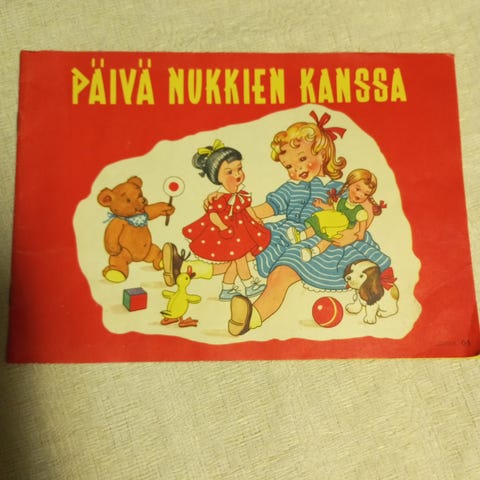 PÄIVÄ NUKKIEN KANSSA